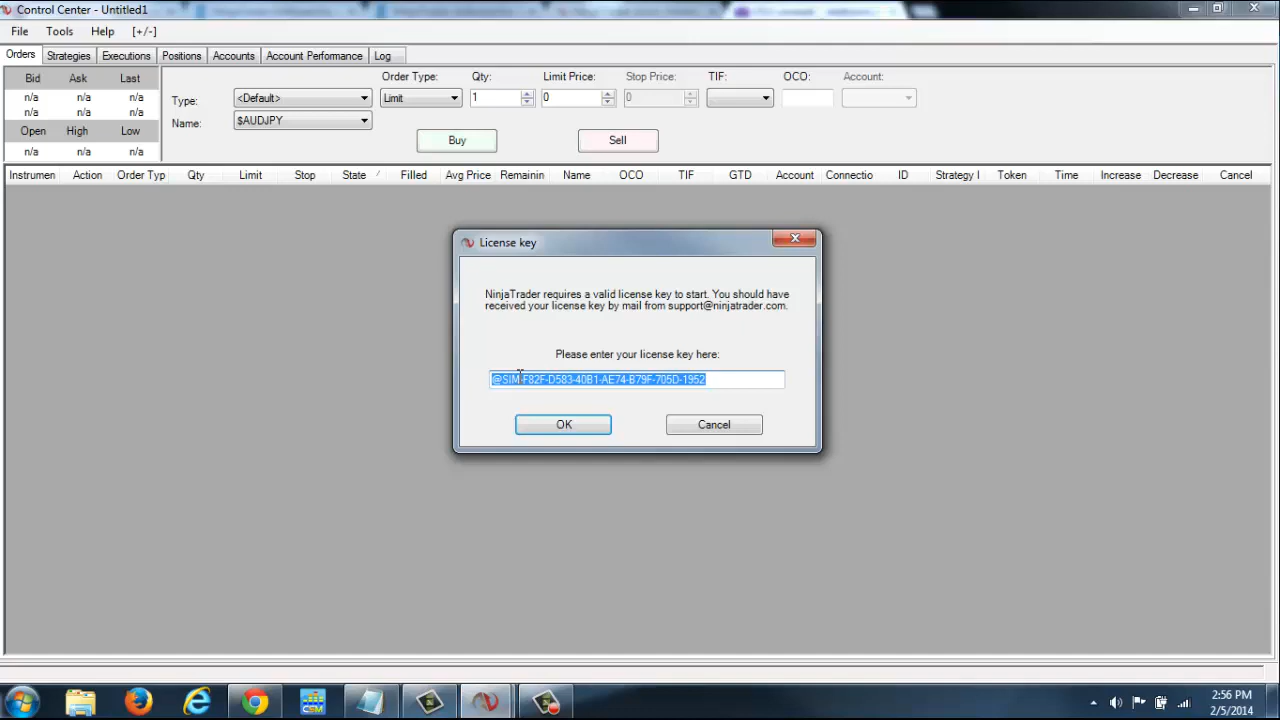 Control Center - Untitled1
File Tools Help [+/-]
Orders Strategies Executions Positions Accounts Account Performance Log
Bid Ask Last
n/a n/a n/a
n/a n/a n/a
Open High Low
n/a n/a n/a
Order Type: Qty: Limit Price: Stop Price: TIF: OCO: Account:
Type: <Default> Limit 1 0 0
Name: $AUDJPY
Buy Sell
Instrumen Action Order Typ Qty Limit Stop State Filled Avg Price Remainin Name OCO TIF GTD Account Connectio ID Strategy I Token Time Increase Decrease Cancel
License key
NinjaTrader requires a valid license key to start. You should have
received your license key by mail from support@ninjatrader.com.
Please enter your license key here:
@SIM-F82F-D583-40B1-AE74-B79F-705D-1952
OK Cancel
CSM
2:56 PM
2/5/2014